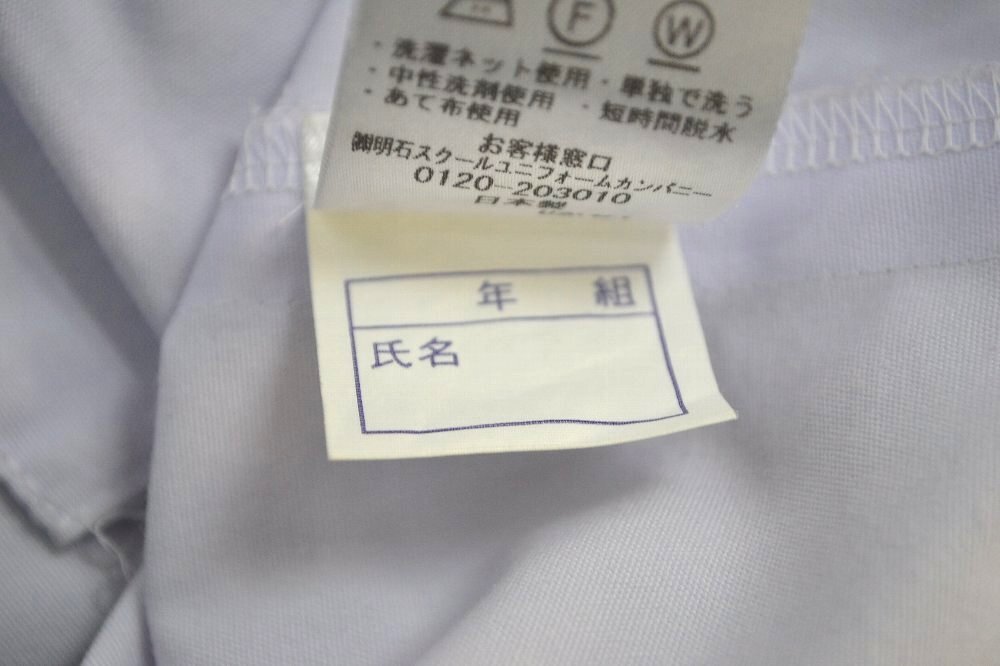 F W
・洗濯ネット使用・単独で洗う
・中性洗剤使用 ・短時間脱水
・あて布使用
お客様窓口
㈱明石スクールユニフォームカンパニー
0120-203010
日本製
年 組
氏名